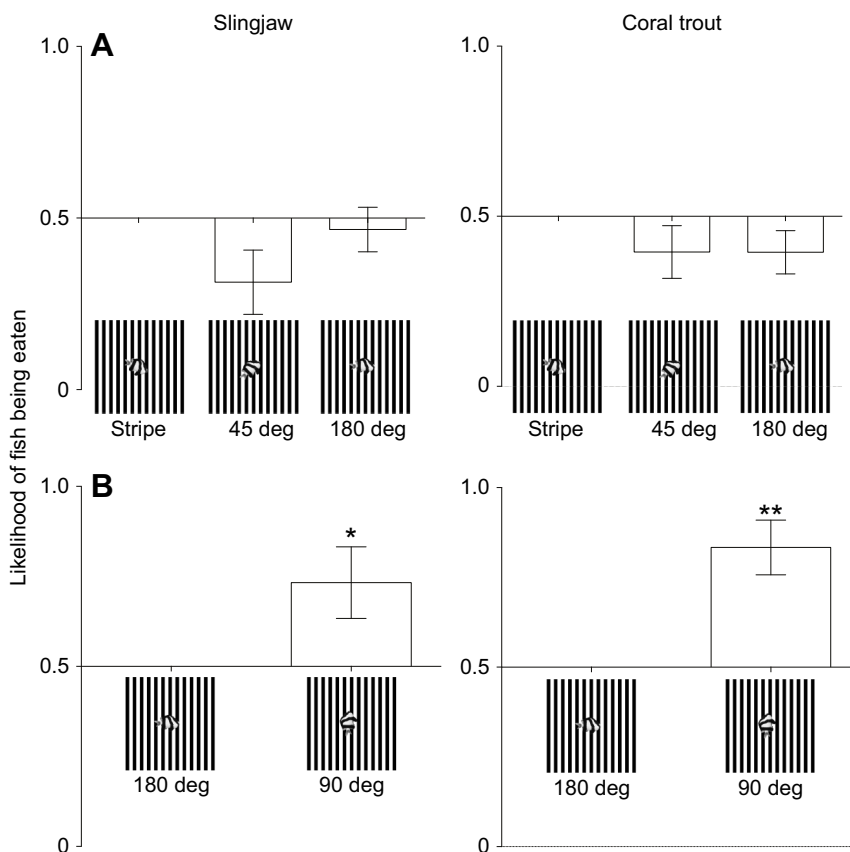 Slingjaw
Coral trout
A
1.0
0.5
0
Stripe
45 deg
180 deg
1.0
0.5
0
Stripe
45 deg
180 deg
Likelihood of fish being eaten
B
1.0
0.5
0
*
180 deg
90 deg
1.0
0.5
0
**
180 deg
90 deg